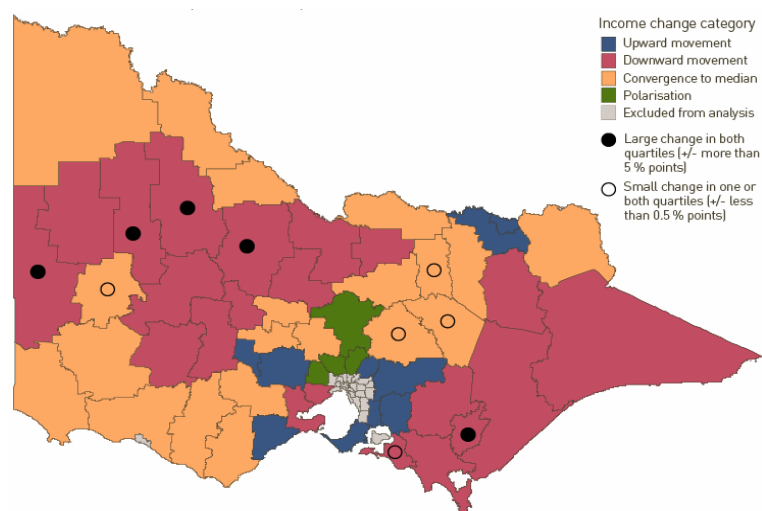 Income change category
Upward movement
Downward movement
Convergence to median
Polarisation
Excluded from analysis
Large change in both
quartiles (+/- more than
5 % points)
Small change in one or
both quartiles (+/- less
than 0.5 % points)